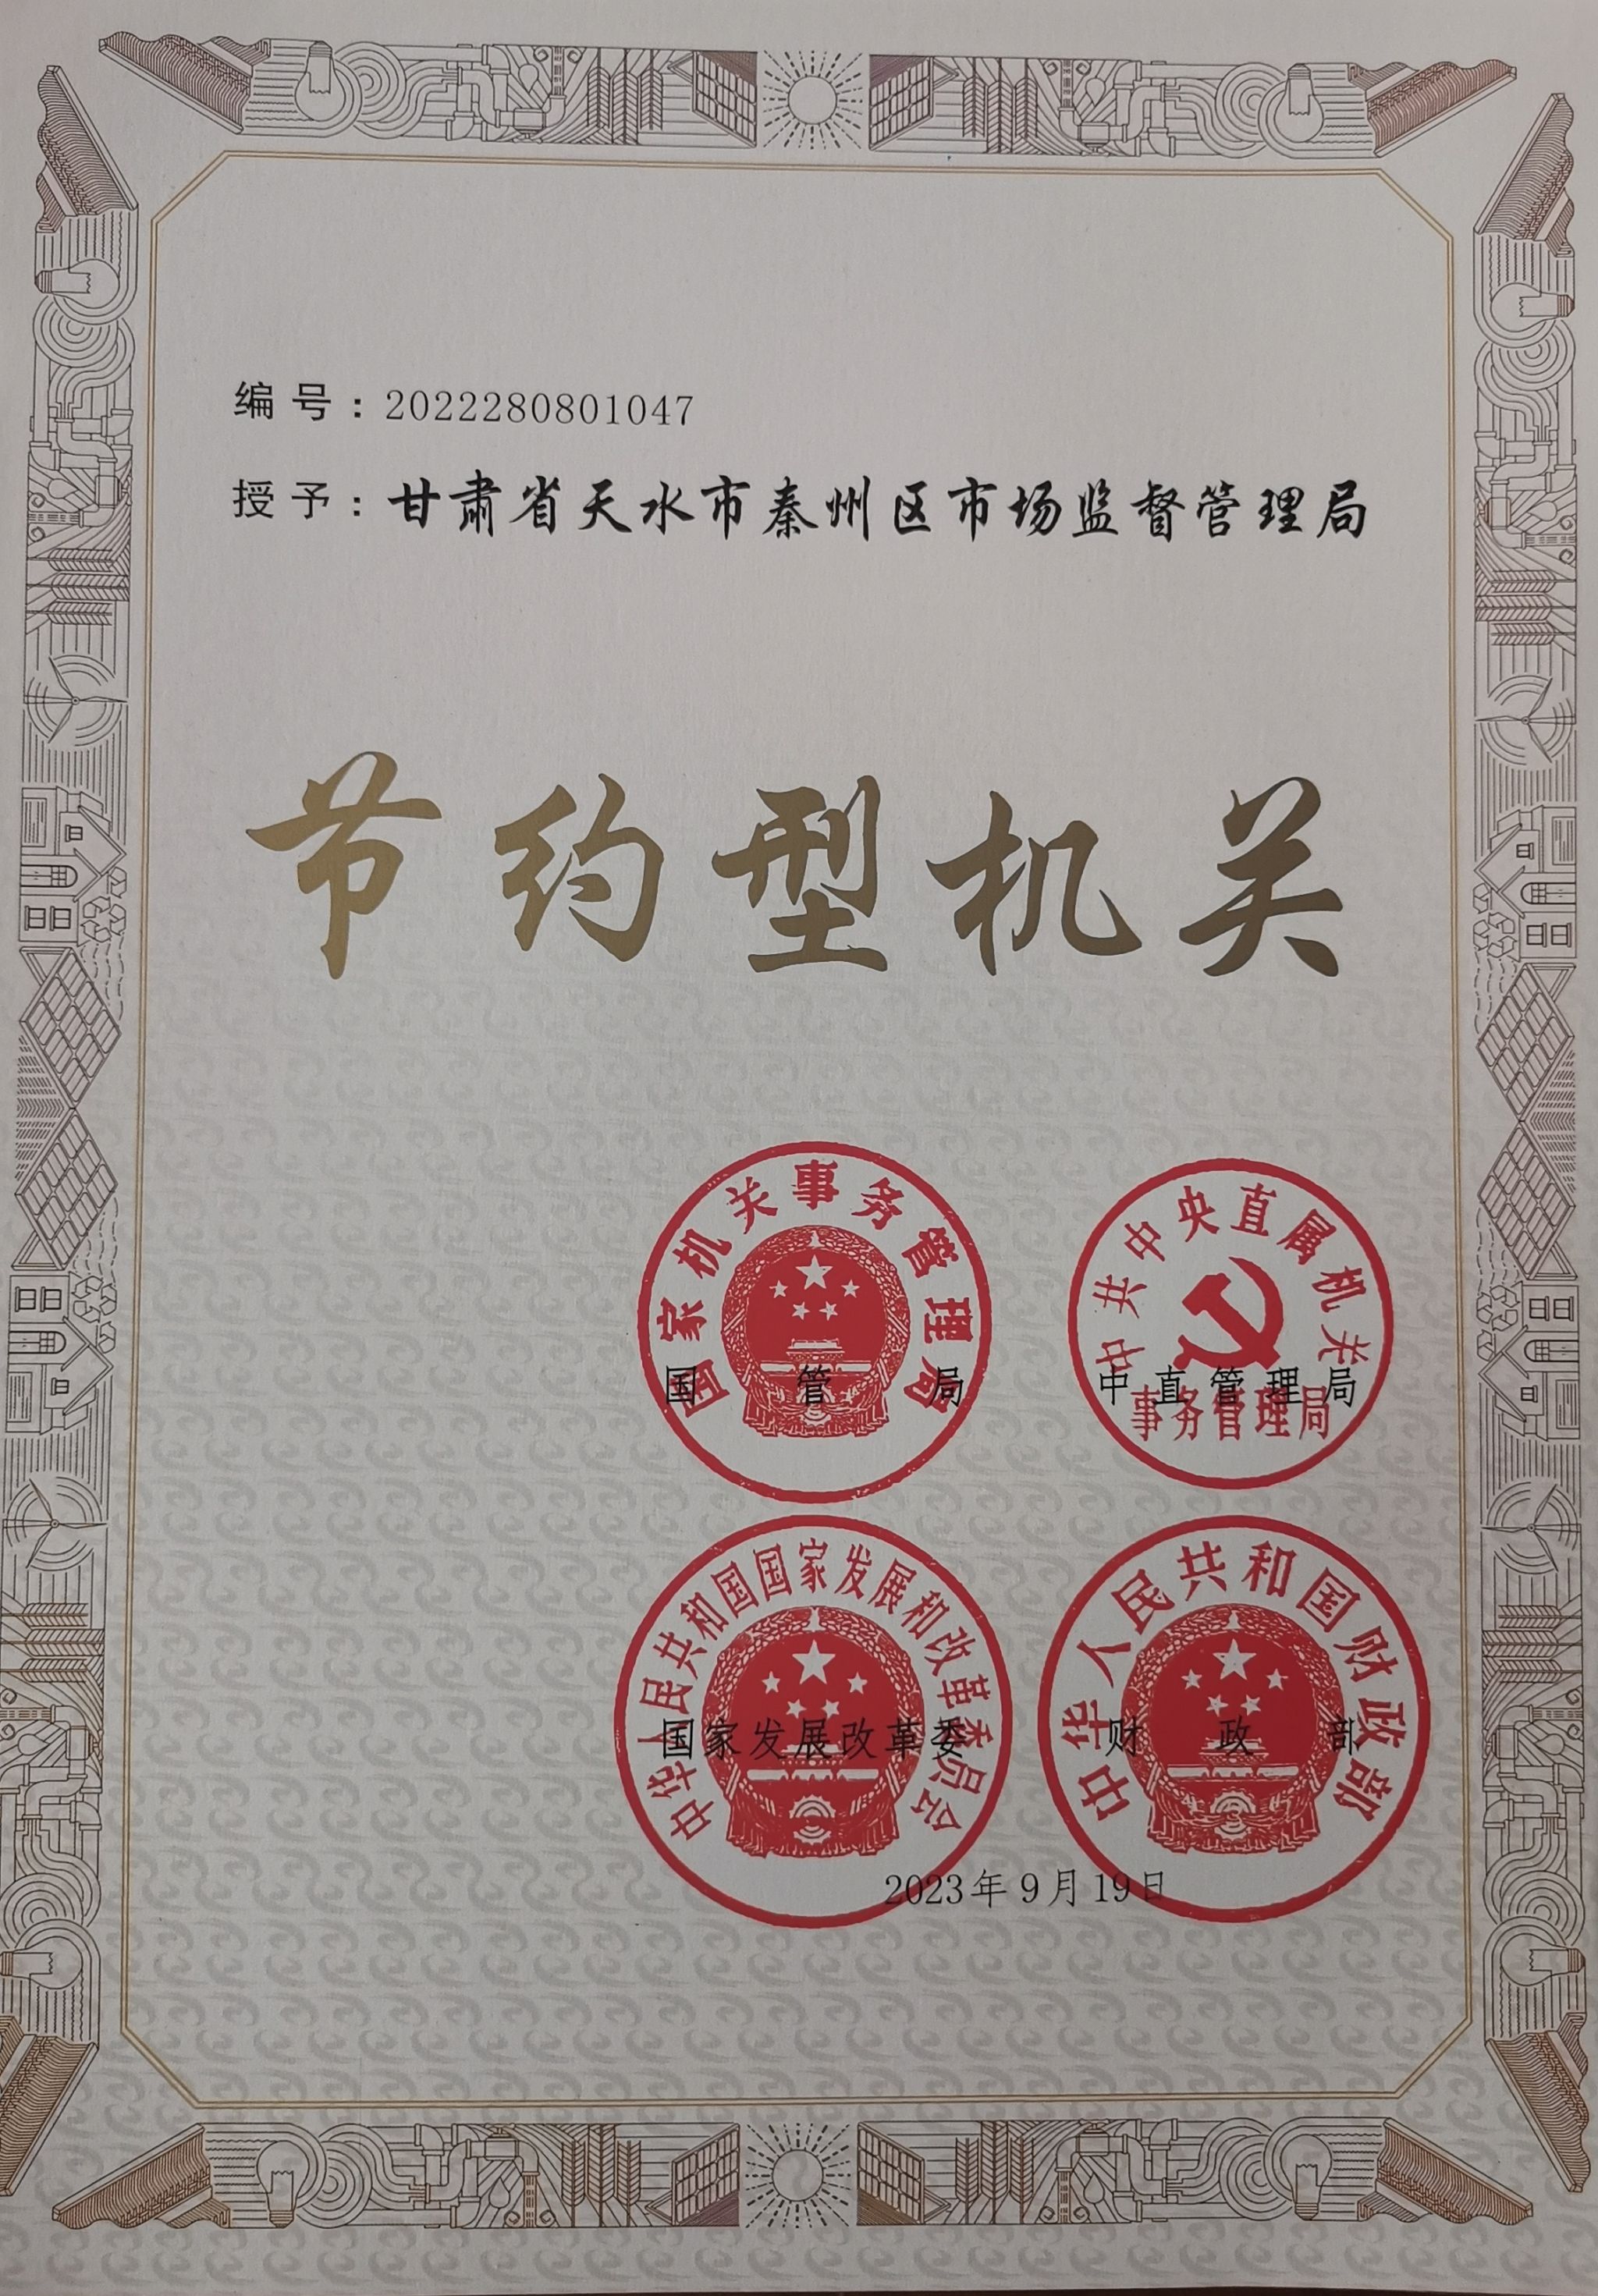 编号：2022280801047
授予：甘肃省天水市秦州区市场监督管理局
节约型机关
国家机关事务管理局
国管局
中共中央直属机关
事务管理局
中直管理局
中华人民共和国国家发展和改革委员会
国家发展改革委
中华人民共和国财政部
财政部
2023年9月19日